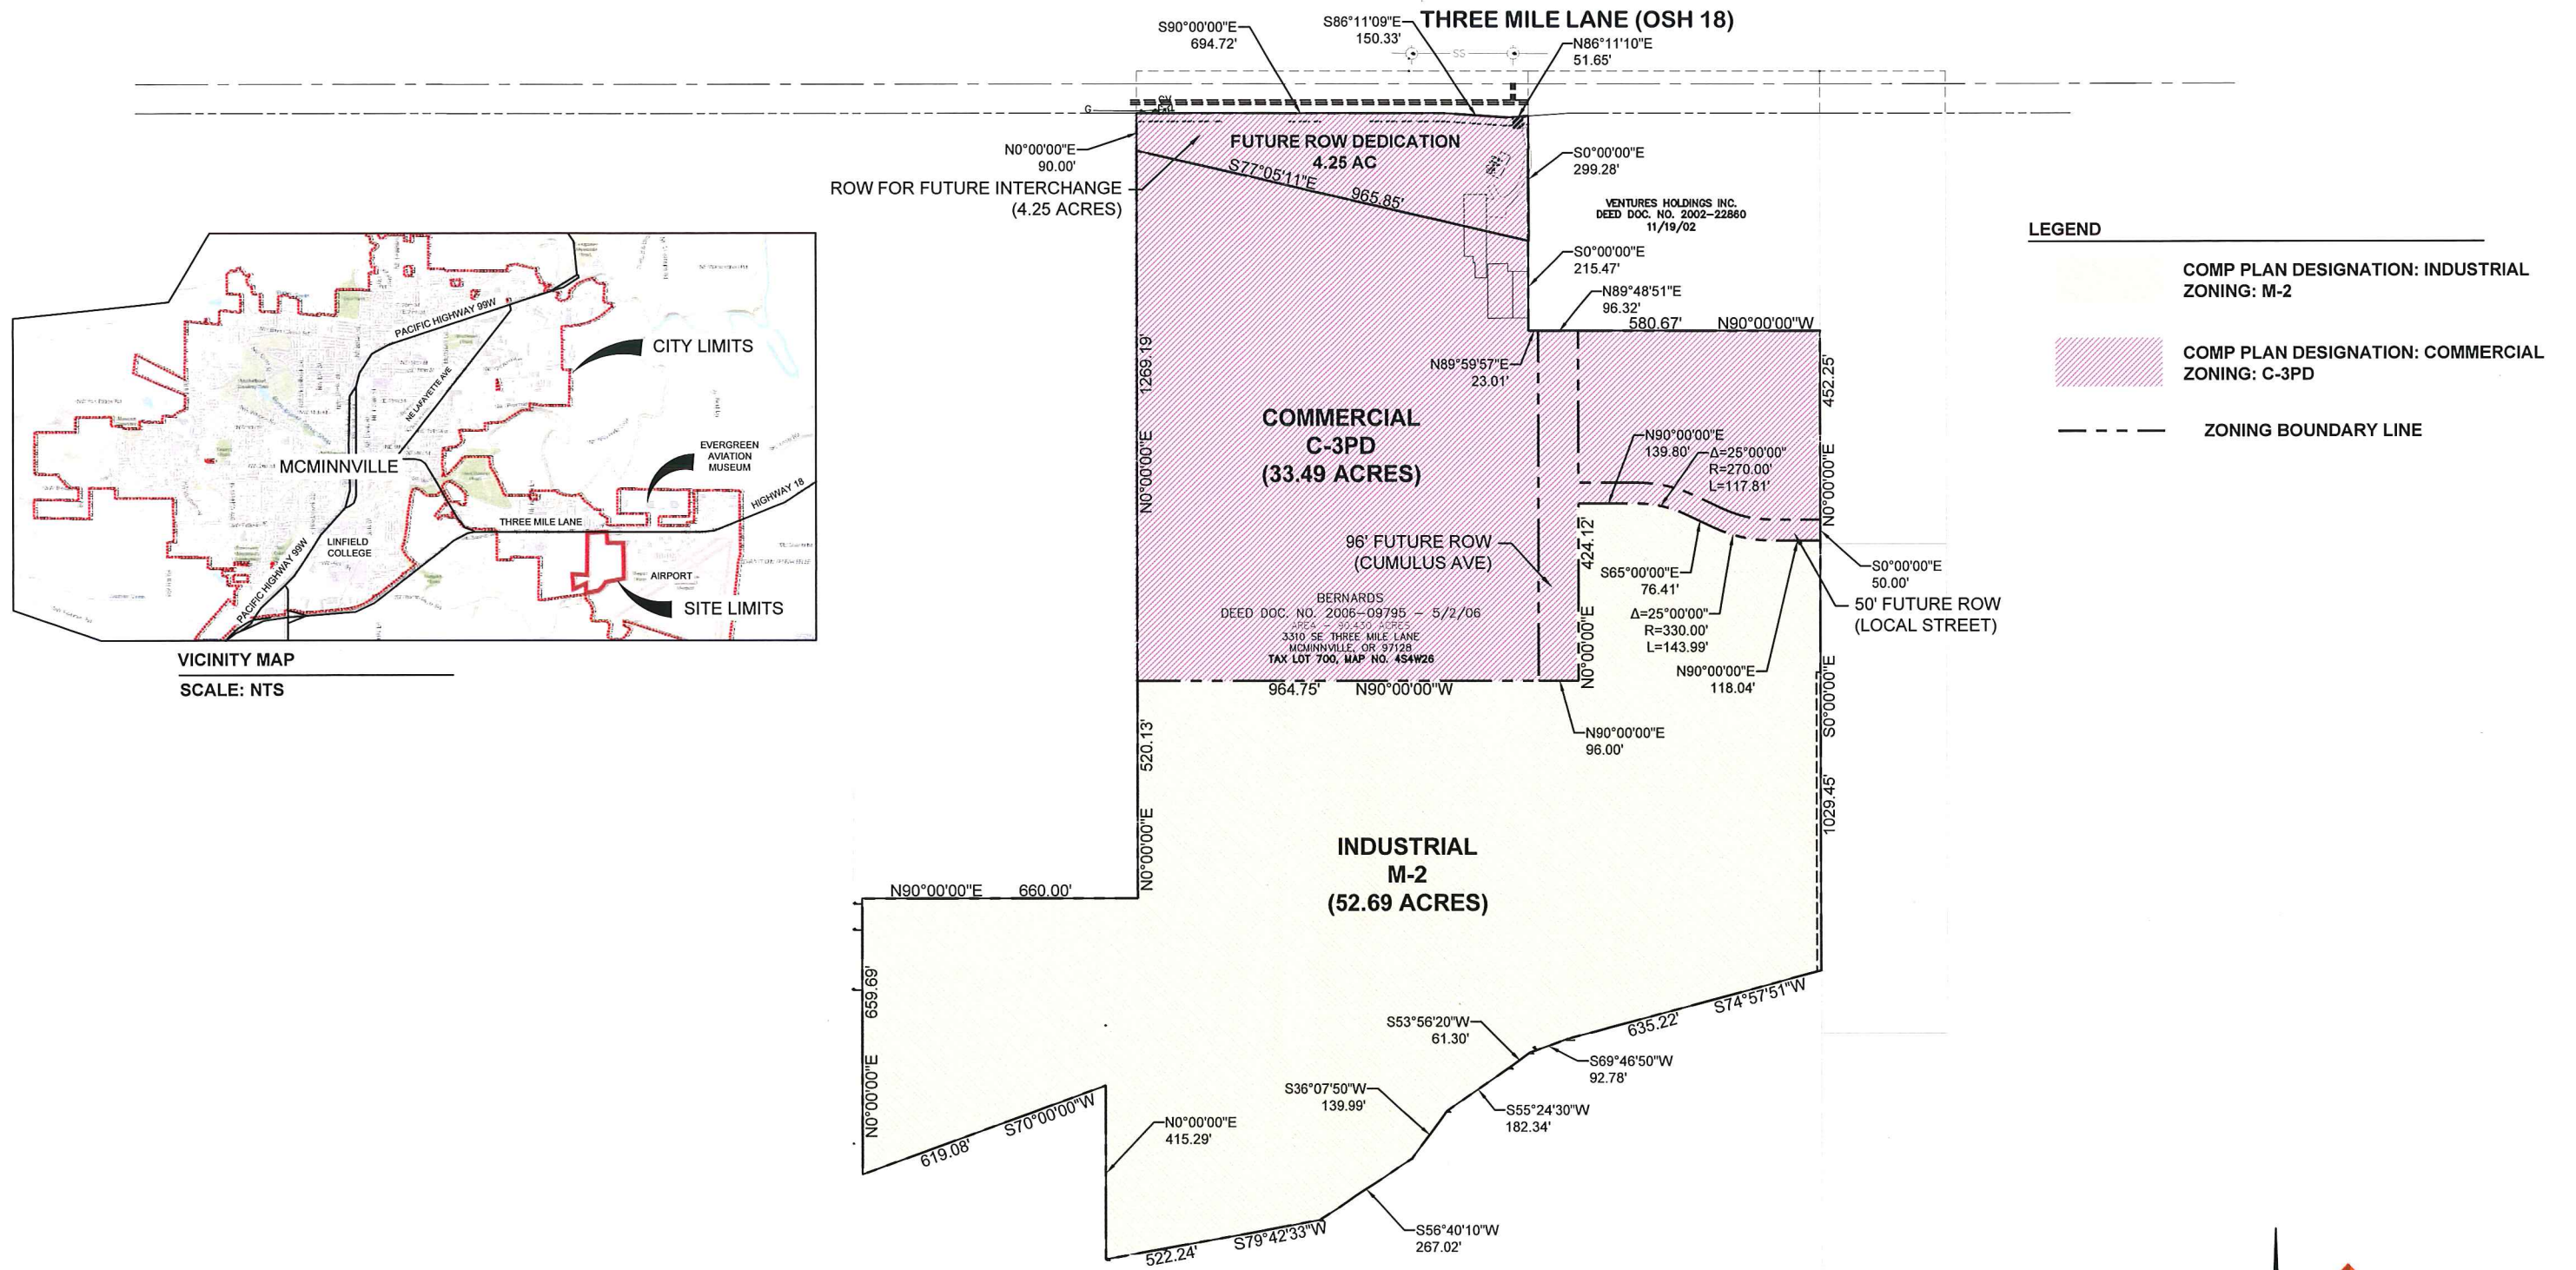 THREE MILE LANE (OSH 18)
S90°00'00"E
694.72'
S86°11'09"E
150.33'
N86°11'10"E
51.65'
SS
G
N0°00'00"E
90.00'
ROW FOR FUTURE INTERCHANGE
(4.25 ACRES)
FUTURE ROW DEDICATION
4.25 AC
S77°05'11"E 965.85'
S0°00'00"E
299.28'
VENTURES HOLDINGS INC.
DEED DOC. NO. 2002-22860
11/19/02
S0°00'00"E
215.47'
N89°48'51"E
96.32'
580.67' N90°00'00"W
N89°59'57"E
23.01'
N0°00'00"E 1269.19'
COMMERCIAL
C-3PD
(33.49 ACRES)
N0°00'00"E 452.25'
N90°00'00"E
139.80'
Δ=25°00'00"
R=270.00'
L=117.81'
96' FUTURE ROW
(CUMULUS AVE)
N0°00'00"E 424.12'
S65°00'00"E
76.41'
Δ=25°00'00"
R=330.00'
L=143.99'
N90°00'00"E
118.04'
S0°00'00"E
50.00'
50' FUTURE ROW
(LOCAL STREET)
BERNARDS
DEED DOC. NO. 2006-09795 - 5/2/06
AREA - 90.430 ACRES
3310 SE THREE MILE LANE
MCMINNVILLE, OR 97128
TAX LOT 700, MAP NO. 4S4W26
964.75' N90°00'00"W
N90°00'00"E
96.00'
N0°00'00"E 520.13'
S0°00'00"E 1029.45'
INDUSTRIAL
M-2
(52.69 ACRES)
N90°00'00"E 660.00'
N0°00'00"E 659.69'
619.08' S70°00'00"W
N0°00'00"E
415.29'
522.24' S79°42'33"W
S56°40'10"W
267.02'
S36°07'50"W
139.99'
S55°24'30"W
182.34'
S53°56'20"W
61.30'
S69°46'50"W
92.78'
635.22' S74°57'51"W
PACIFIC HIGHWAY 99W
NE LAFAYETTE AVE
CITY LIMITS
MCMINNVILLE
EVERGREEN
AVIATION
MUSEUM
HIGHWAY 18
THREE MILE LANE
LINFIELD
COLLEGE
PACIFIC HIGHWAY 99W
AIRPORT
SITE LIMITS
VICINITY MAP
SCALE: NTS
LEGEND
COMP PLAN DESIGNATION: INDUSTRIAL
ZONING: M-2
COMP PLAN DESIGNATION: COMMERCIAL
ZONING: C-3PD
ZONING BOUNDARY LINE